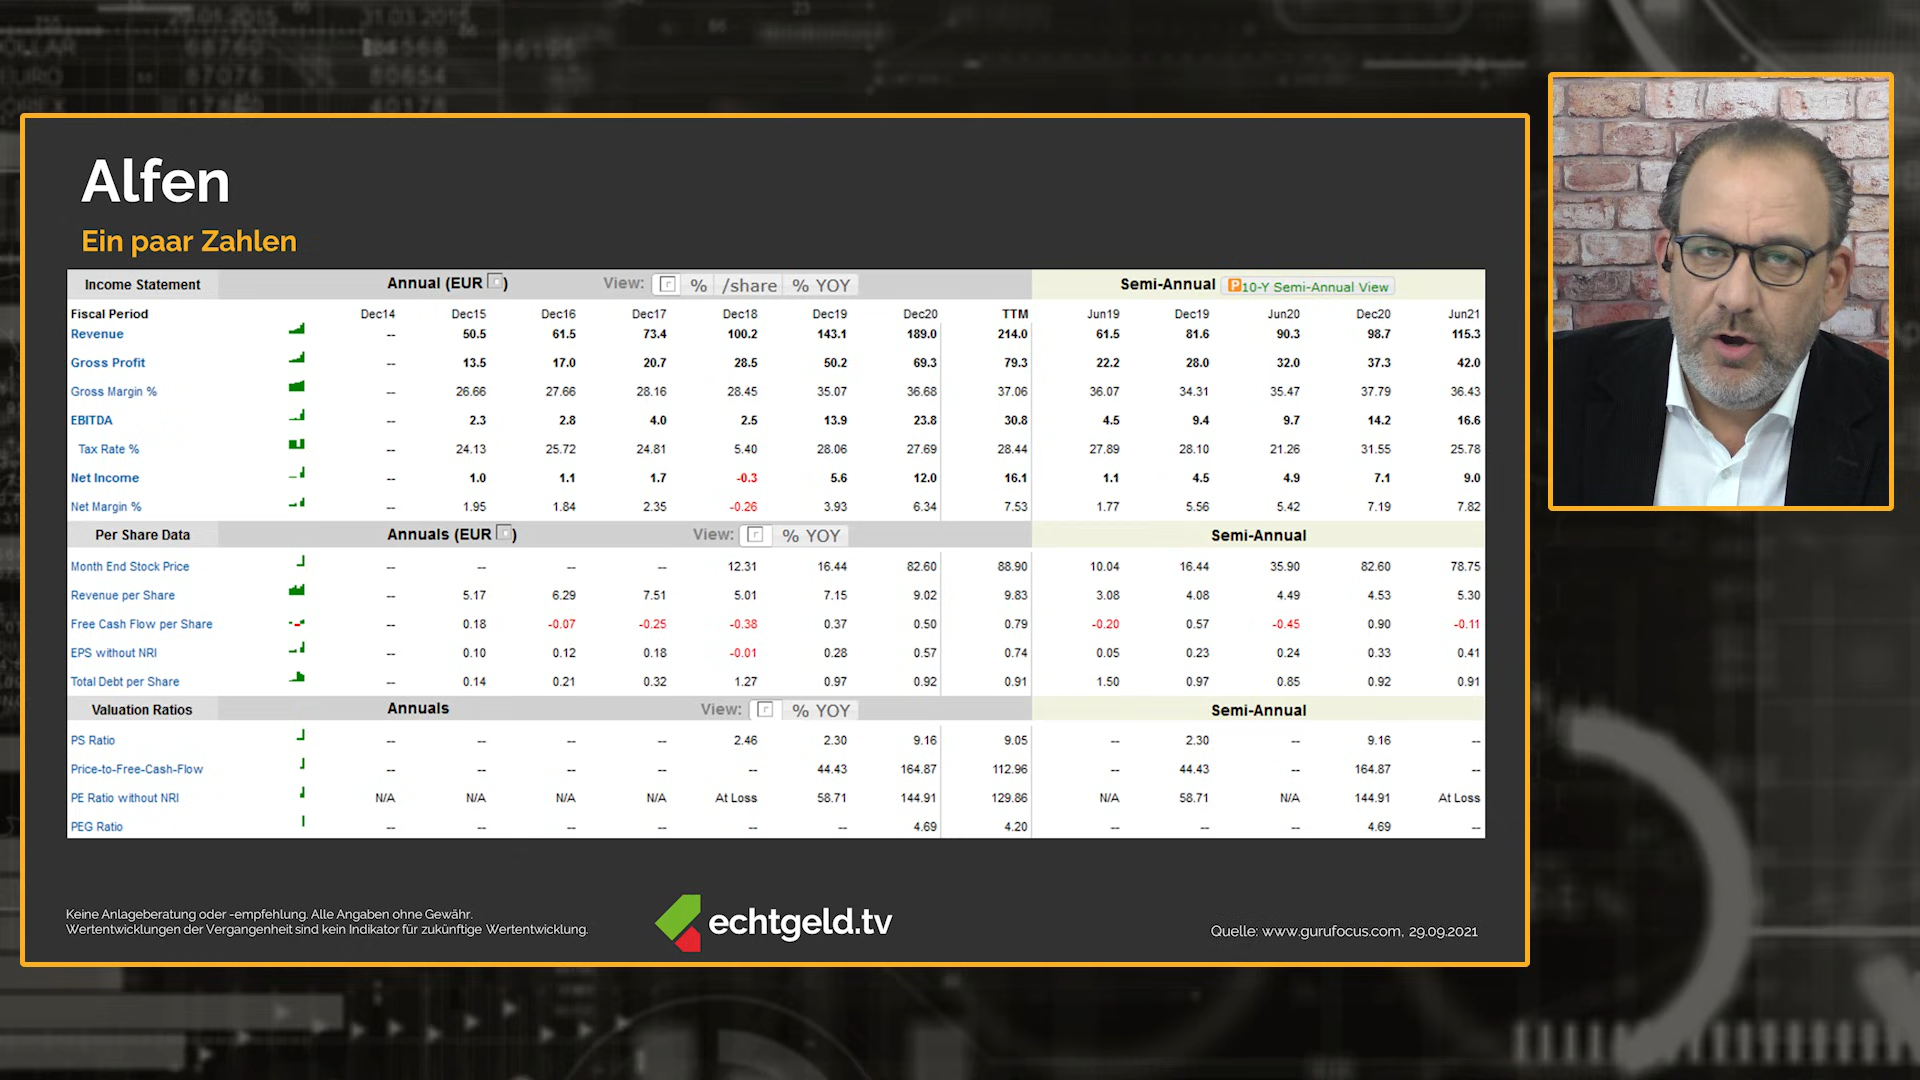 Alfen
Ein paar Zahlen
Income Statement Annual (EUR ) View: % /share % YOY Semi-Annual P 10-Y Semi-Annual View
Fiscal Period Dec14 Dec15 Dec16 Dec17 Dec18 Dec19 Dec20 TTM Jun19 Dec19 Jun20 Dec20 Jun21
Revenue -- 50.5 61.5 73.4 100.2 143.1 189.0 214.0 61.5 81.6 90.3 98.7 115.3
Gross Profit -- 13.5 17.0 20.7 28.5 50.2 69.3 79.3 22.2 28.0 32.0 37.3 42.0
Gross Margin % -- 26.66 27.66 28.16 28.45 35.07 36.68 37.06 36.07 34.31 35.47 37.79 36.43
EBITDA -- 2.3 2.8 4.0 2.5 13.9 23.8 30.8 4.5 9.4 9.7 14.2 16.6
Tax Rate % -- 24.13 25.72 24.81 5.40 28.06 27.69 28.44 27.89 28.10 21.26 31.55 25.78
Net Income -- 1.0 1.1 1.7 -0.3 5.6 12.0 16.1 1.1 4.5 4.9 7.1 9.0
Net Margin % -- 1.95 1.84 2.35 -0.26 3.93 6.34 7.53 1.77 5.56 5.42 7.19 7.82
Per Share Data Annuals (EUR ) View: % YOY Semi-Annual
Month End Stock Price -- -- -- -- 12.31 16.44 82.60 88.90 10.04 16.44 35.90 82.60 78.75
Revenue per Share -- 5.17 6.29 7.51 5.01 7.15 9.02 9.83 3.08 4.08 4.49 4.53 5.30
Free Cash Flow per Share -- 0.18 -0.07 -0.25 -0.38 0.37 0.50 0.79 -0.20 0.57 -0.45 0.90 -0.11
EPS without NRI -- 0.10 0.12 0.18 -0.01 0.28 0.57 0.74 0.05 0.23 0.24 0.33 0.41
Total Debt per Share -- 0.14 0.21 0.32 1.27 0.97 0.92 0.91 1.50 0.97 0.85 0.92 0.91
Valuation Ratios Annuals View: % YOY Semi-Annual
PS Ratio -- -- -- -- 2.46 2.30 9.16 9.05 -- 2.30 -- 9.16 --
Price-to-Free-Cash-Flow -- -- -- -- -- 44.43 164.87 112.96 -- 44.43 -- 164.87 --
PE Ratio without NRI N/A N/A N/A N/A At Loss 58.71 144.91 129.86 N/A 58.71 N/A 144.91 At Loss
PEG Ratio -- -- -- -- -- -- 4.69 4.20 -- -- -- 4.69 --
Keine Anlageberatung oder -empfehlung. Alle Angaben ohne Gewähr.
Wertentwicklungen der Vergangenheit sind kein Indikator für zukünftige Wertentwicklung.
echtgeld.tv
Quelle: www.gurufocus.com, 29.09.2021